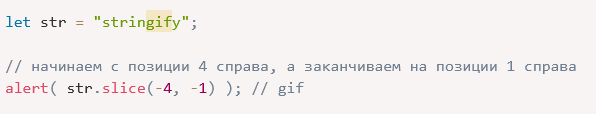 let str = "stringify";
// начинаем с позиции 4 справа, а заканчиваем на позиции 1 справа
alert( str.slice(-4, -1) ); // gif